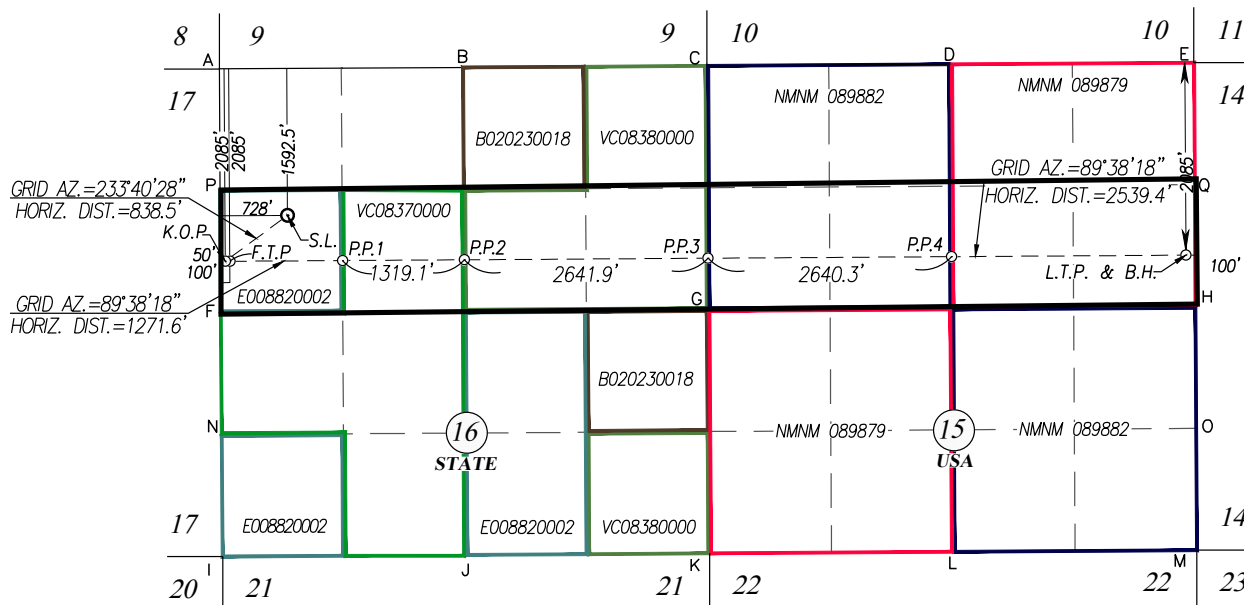 8 9 9 10 10 11
A B C D E
17 14
NMNM 089882 NMNM 089879
2085'
2085'
1592.5'
B020230018 VC08380000
2085'
GRID AZ.=233°40'28"
HORIZ. DIST.=838.5'
GRID AZ.=89°38'18"
HORIZ. DIST.=2539.4'
P Q
728' VC08370000
K.O.P. S.L.
50' F.T.P P.P.1 P.P.2 P.P.3 P.P.4
100' 1319.1' 2641.9' 2640.3' L.T.P. & B.H. 100'
E008820002
GRID AZ.=89°38'18"
HORIZ. DIST.=1271.6'
F G H
B020230018
N 16 NMNM 089879 15 NMNM 089882 O
STATE USA
17 E008820002 E008820002 VC08380000 14
I J K L M
20 21 21 22 22 23